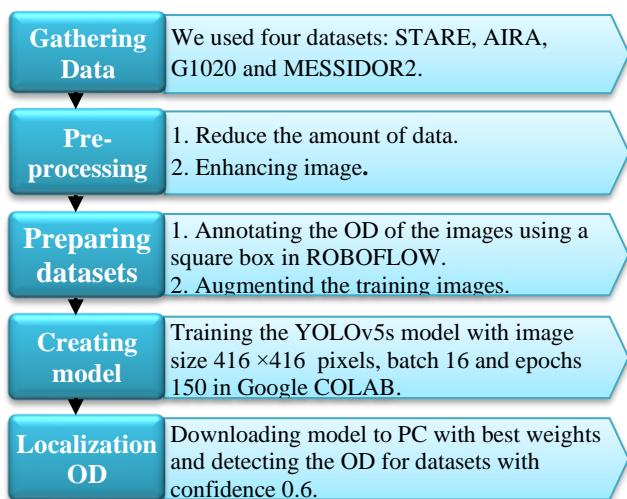 Gathering
Data
We used four datasets: STARE, AIRA,
G1020 and MESSIDOR2.
Pre-
processing
1. Reduce the amount of data.
2. Enhancing image.
Preparing
datasets
1. Annotating the OD of the images using a
square box in ROBOFLOW.
2. Augmentind the training images.
Creating
model
Training the YOLOv5s model with image
size 416 ×416 pixels, batch 16 and epochs
150 in Google COLAB.
Localization
OD
Downloading model to PC with best weights
and detecting the OD for datasets with
confidence 0.6.